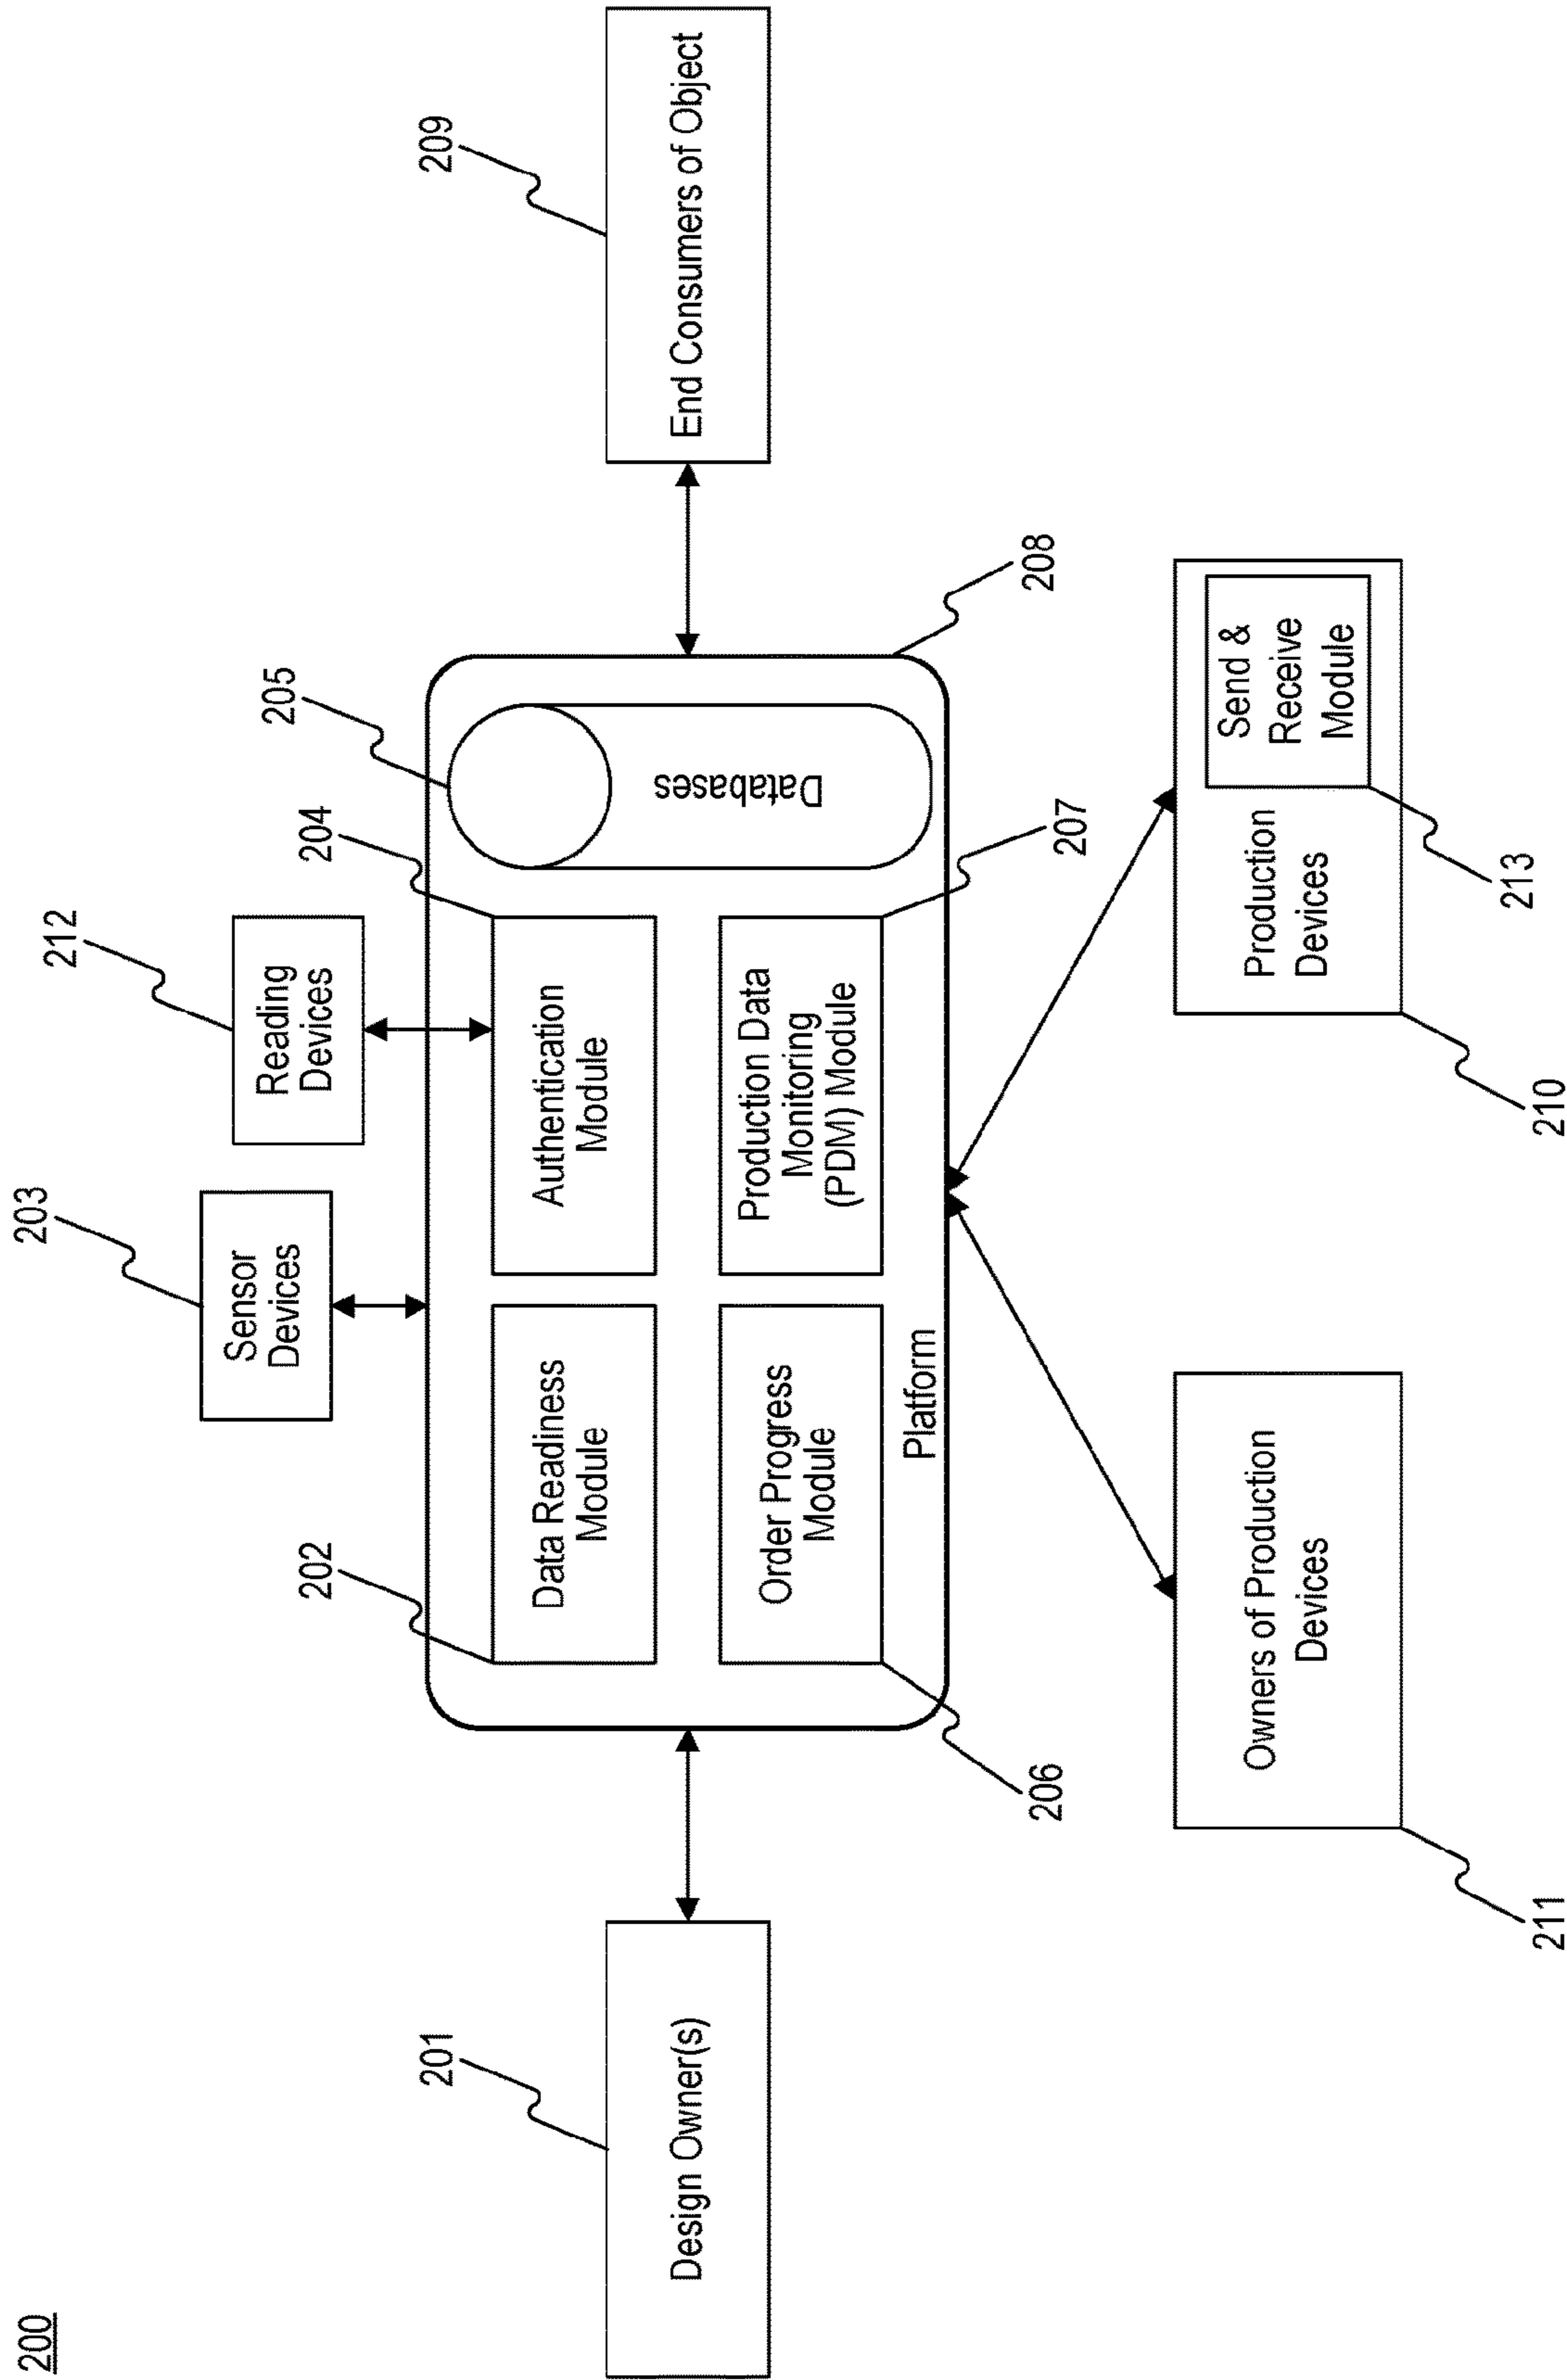 200
203
Sensor
Devices
212
Reading
Devices
201
Design Owner(s)
202
Data Readiness
Module
204
Authentication
Module
205
Databases
206
Order Progress
Module
207
Production Data
Monitoring
(PDM) Module
Platform
208
209
End Consumers of Object
211
Owners of Production
Devices
210
Production
Devices
213
Send &
Receive
Module